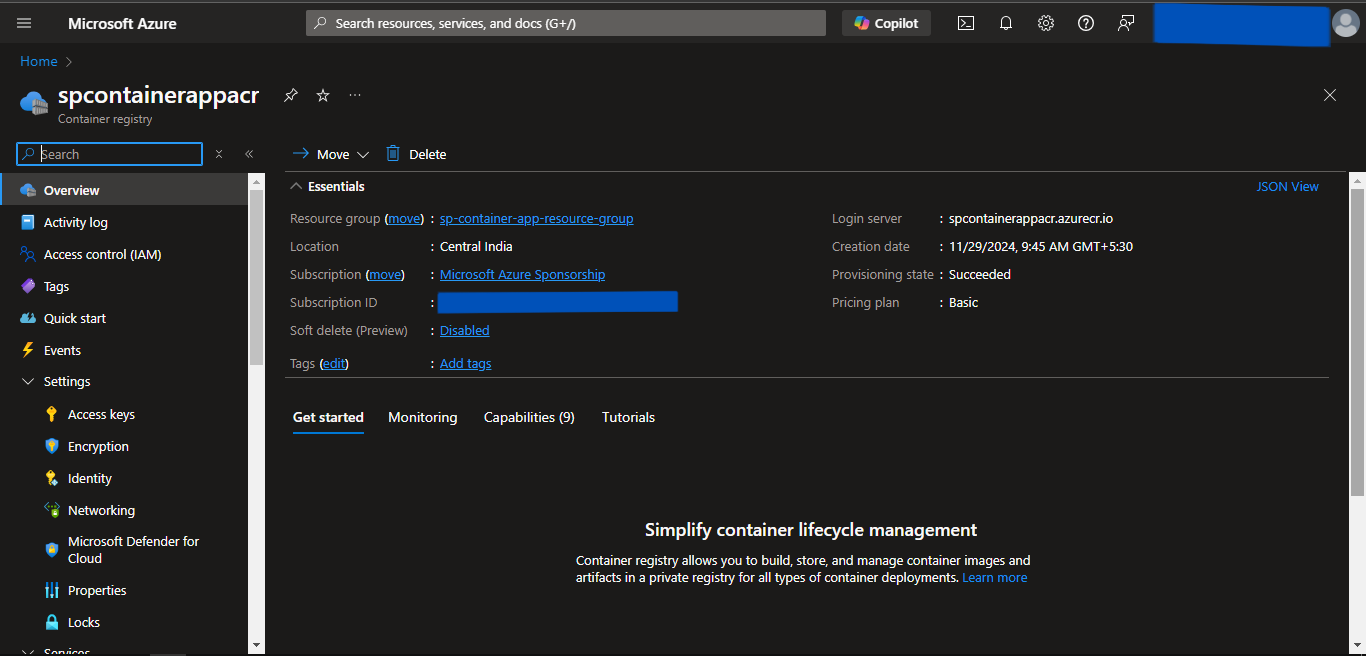 Microsoft Azure
Search resources, services, and docs (G+/)
Copilot
Home
spcontainerappacr
Container registry
Search
Move
Delete
Overview
Activity log
Access control (IAM)
Tags
Quick start
Events
Settings
Access keys
Encryption
Identity
Networking
Microsoft Defender for
Cloud
Properties
Locks
Services
Essentials
JSON View
Resource group (move) : sp-container-app-resource-group
Location : Central India
Subscription (move) : Microsoft Azure Sponsorship
Subscription ID :
Soft delete (Preview) : Disabled
Tags (edit) : Add tags
Login server : spcontainerappacr.azurecr.io
Creation date : 11/29/2024, 9:45 AM GMT+5:30
Provisioning state : Succeeded
Pricing plan : Basic
Get started Monitoring Capabilities (9) Tutorials
Simplify container lifecycle management
Container registry allows you to build, store, and manage container images and
artifacts in a private registry for all types of container deployments. Learn more